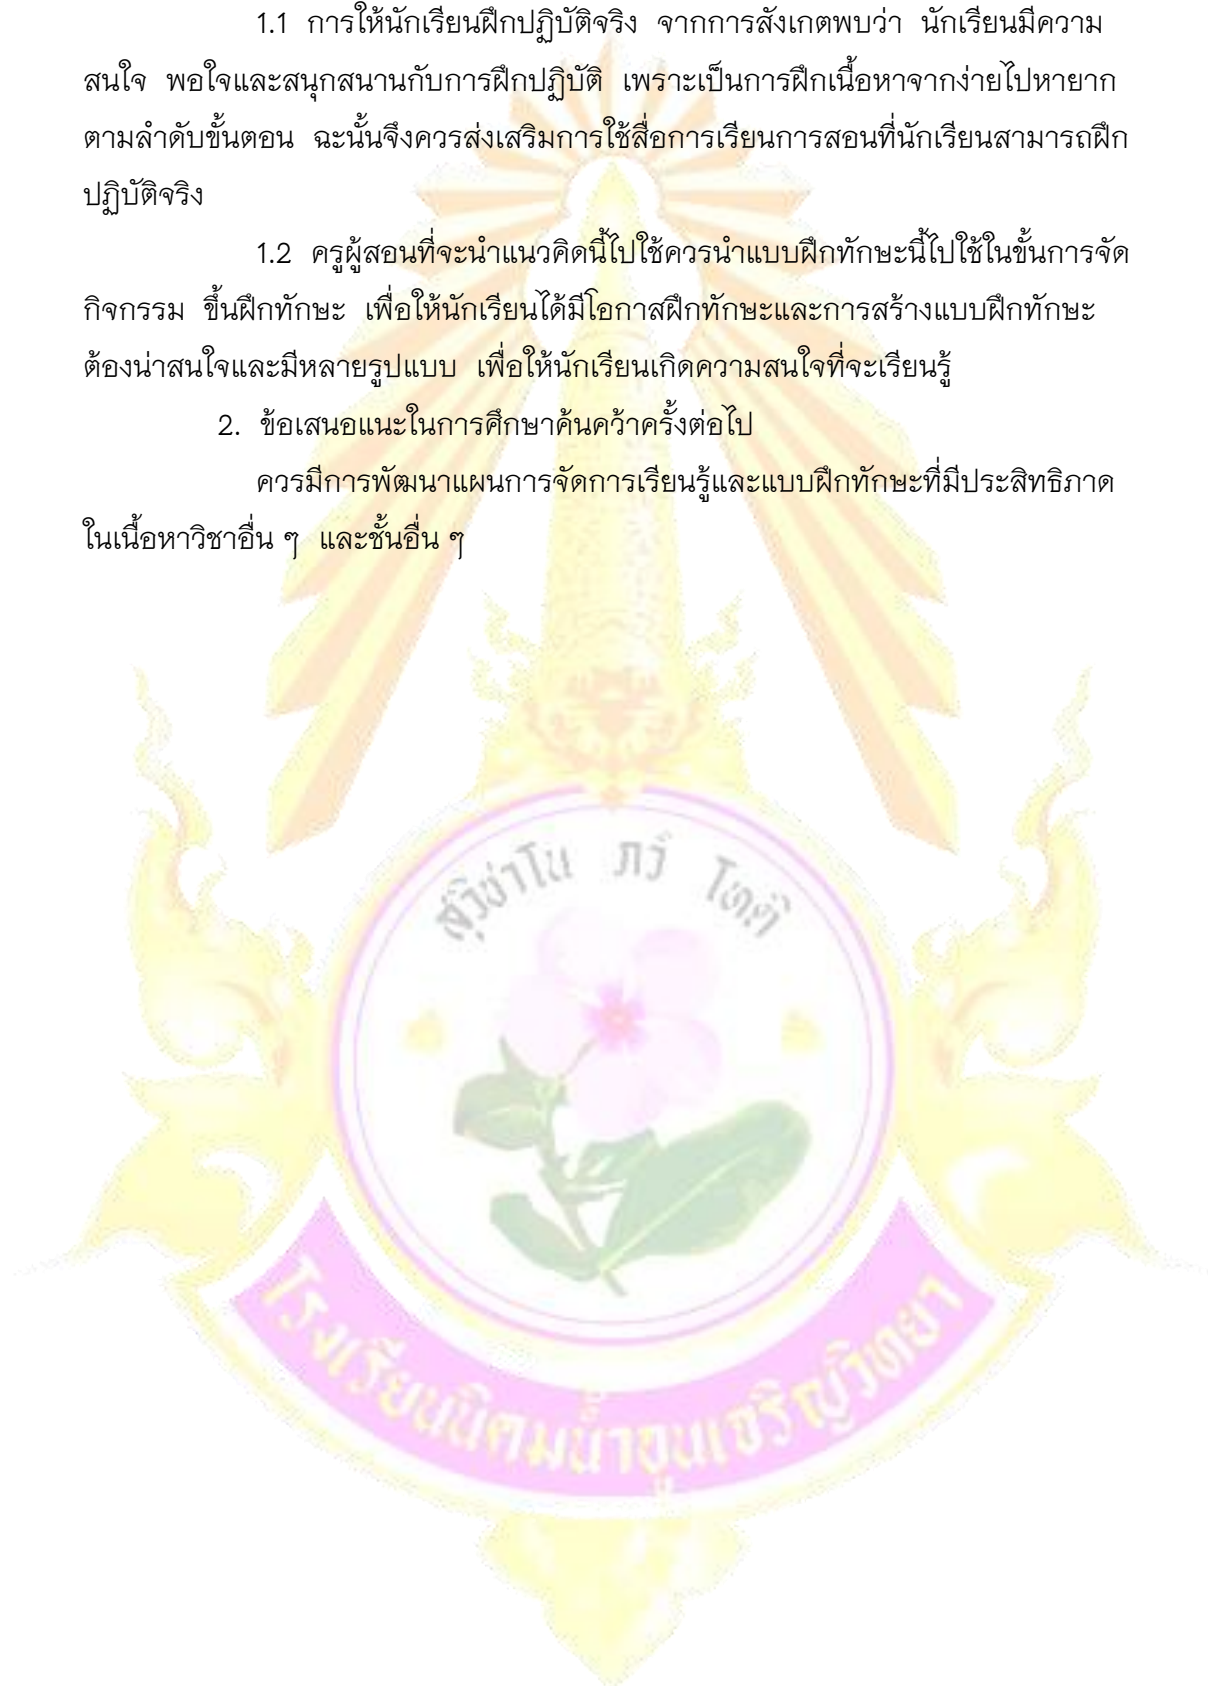 1.1 การให้นักเรียนฝึกปฏิบัติจริง จากการสังเกตพบว่า นักเรียนมีความ
สนใจ พอใจและสนุกสนานกับการฝึกปฏิบัติ เพราะเป็นการฝึกเนื้อหาจากง่ายไปหายาก
ตามลำดับขั้นตอน ฉะนั้นจึงควรส่งเสริมการใช้สื่อการเรียนการสอนที่นักเรียนสามารถฝึก
ปฏิบัติจริง
1.2 ครูผู้สอนที่จะนำแนวคิดนี้ไปใช้ควรนำแบบฝึกทักษะนี้ไปใช้ในขั้นการจัด
กิจกรรม ขึ้นฝึกทักษะ เพื่อให้นักเรียนได้มีโอกาสฝึกทักษะและการสร้างแบบฝึกทักษะ
ต้องน่าสนใจและมีหลายรูปแบบ เพื่อให้นักเรียนเกิดความสนใจที่จะเรียนรู้
2. ข้อเสนอแนะในการศึกษาค้นคว้าครั้งต่อไป
ควรมีการพัฒนาแผนการจัดการเรียนรู้และแบบฝึกทักษะที่มีประสิทธิภาด
ในเนื้อหาวิชาอื่น ๆ และชั้นอื่น ๆ
สุวิชาโน ภวํ โหติ
โรงเรียนนิคมน้ำอูนเจริญวิทยา